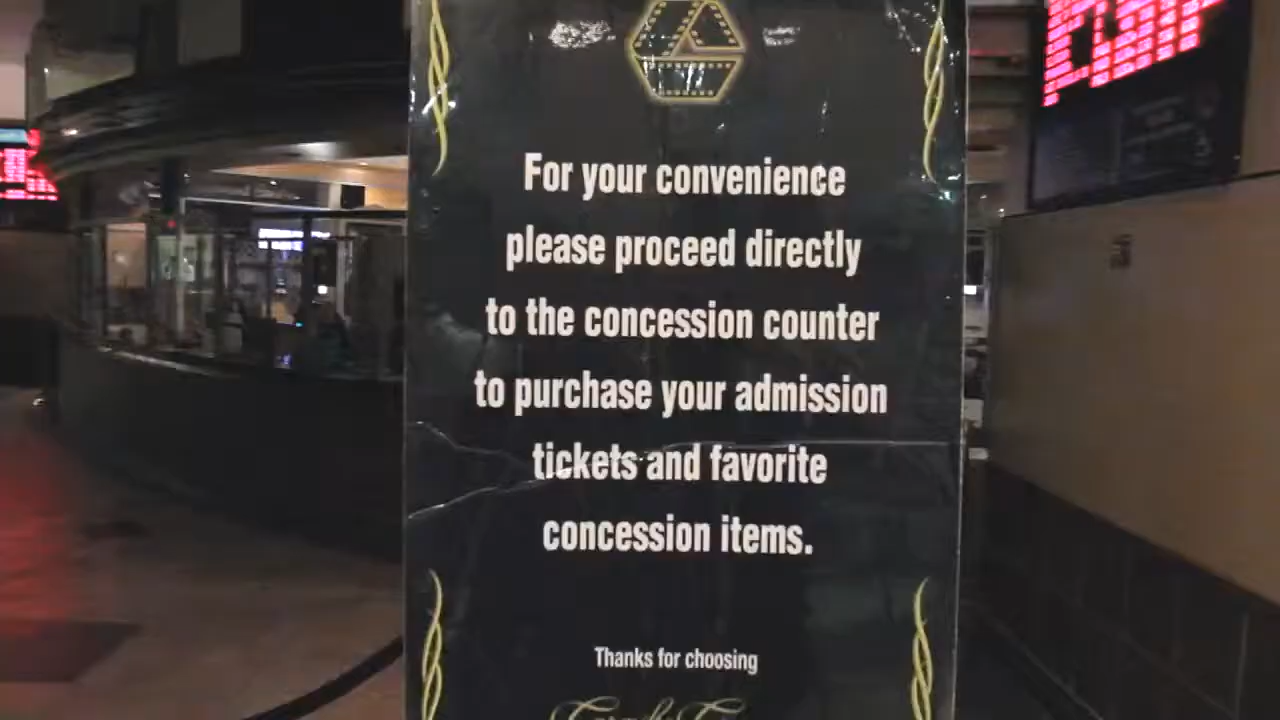 For your convenience
please proceed directly
to the concession counter
to purchase your admission
tickets and favorite
concession items.
Thanks for choosing